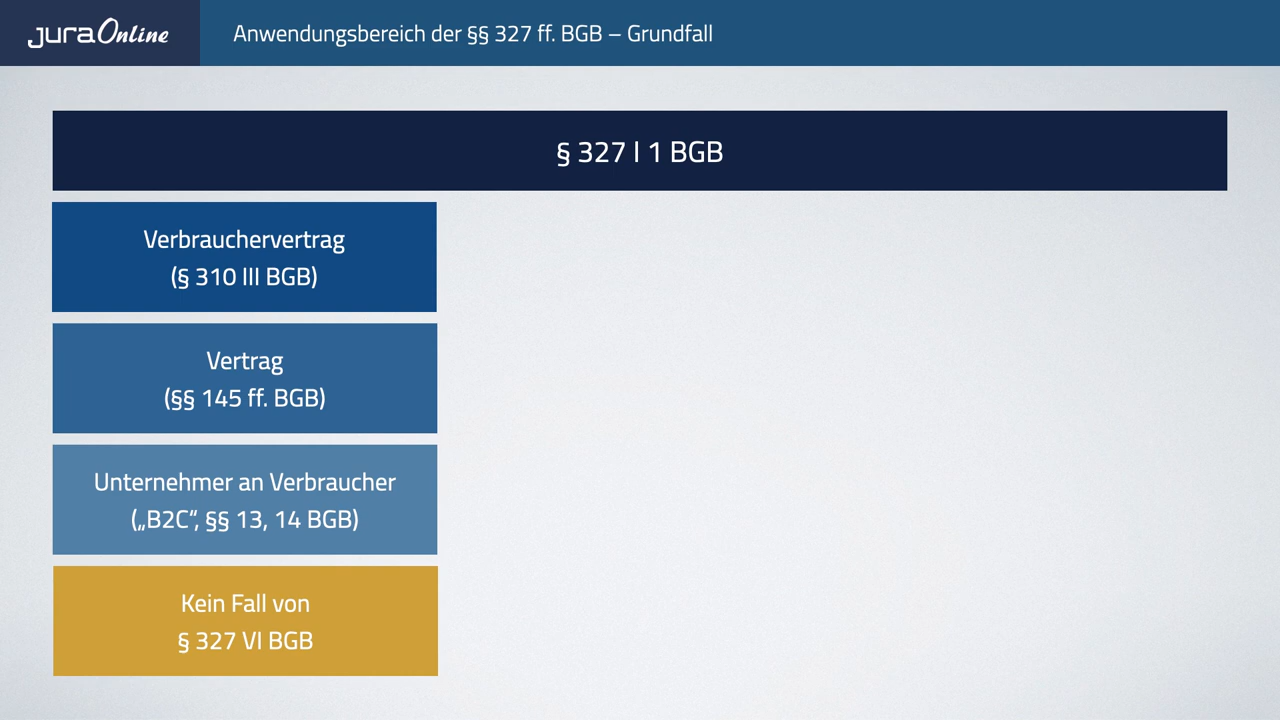 juraOnline
Anwendungsbereich der §§ 327 ff. BGB – Grundfall
§ 327 I 1 BGB
Verbrauchervertrag
(§ 310 III BGB)
Vertrag
(§§ 145 ff. BGB)
Unternehmer an Verbraucher
(„B2C“, §§ 13, 14 BGB)
Kein Fall von
§ 327 VI BGB